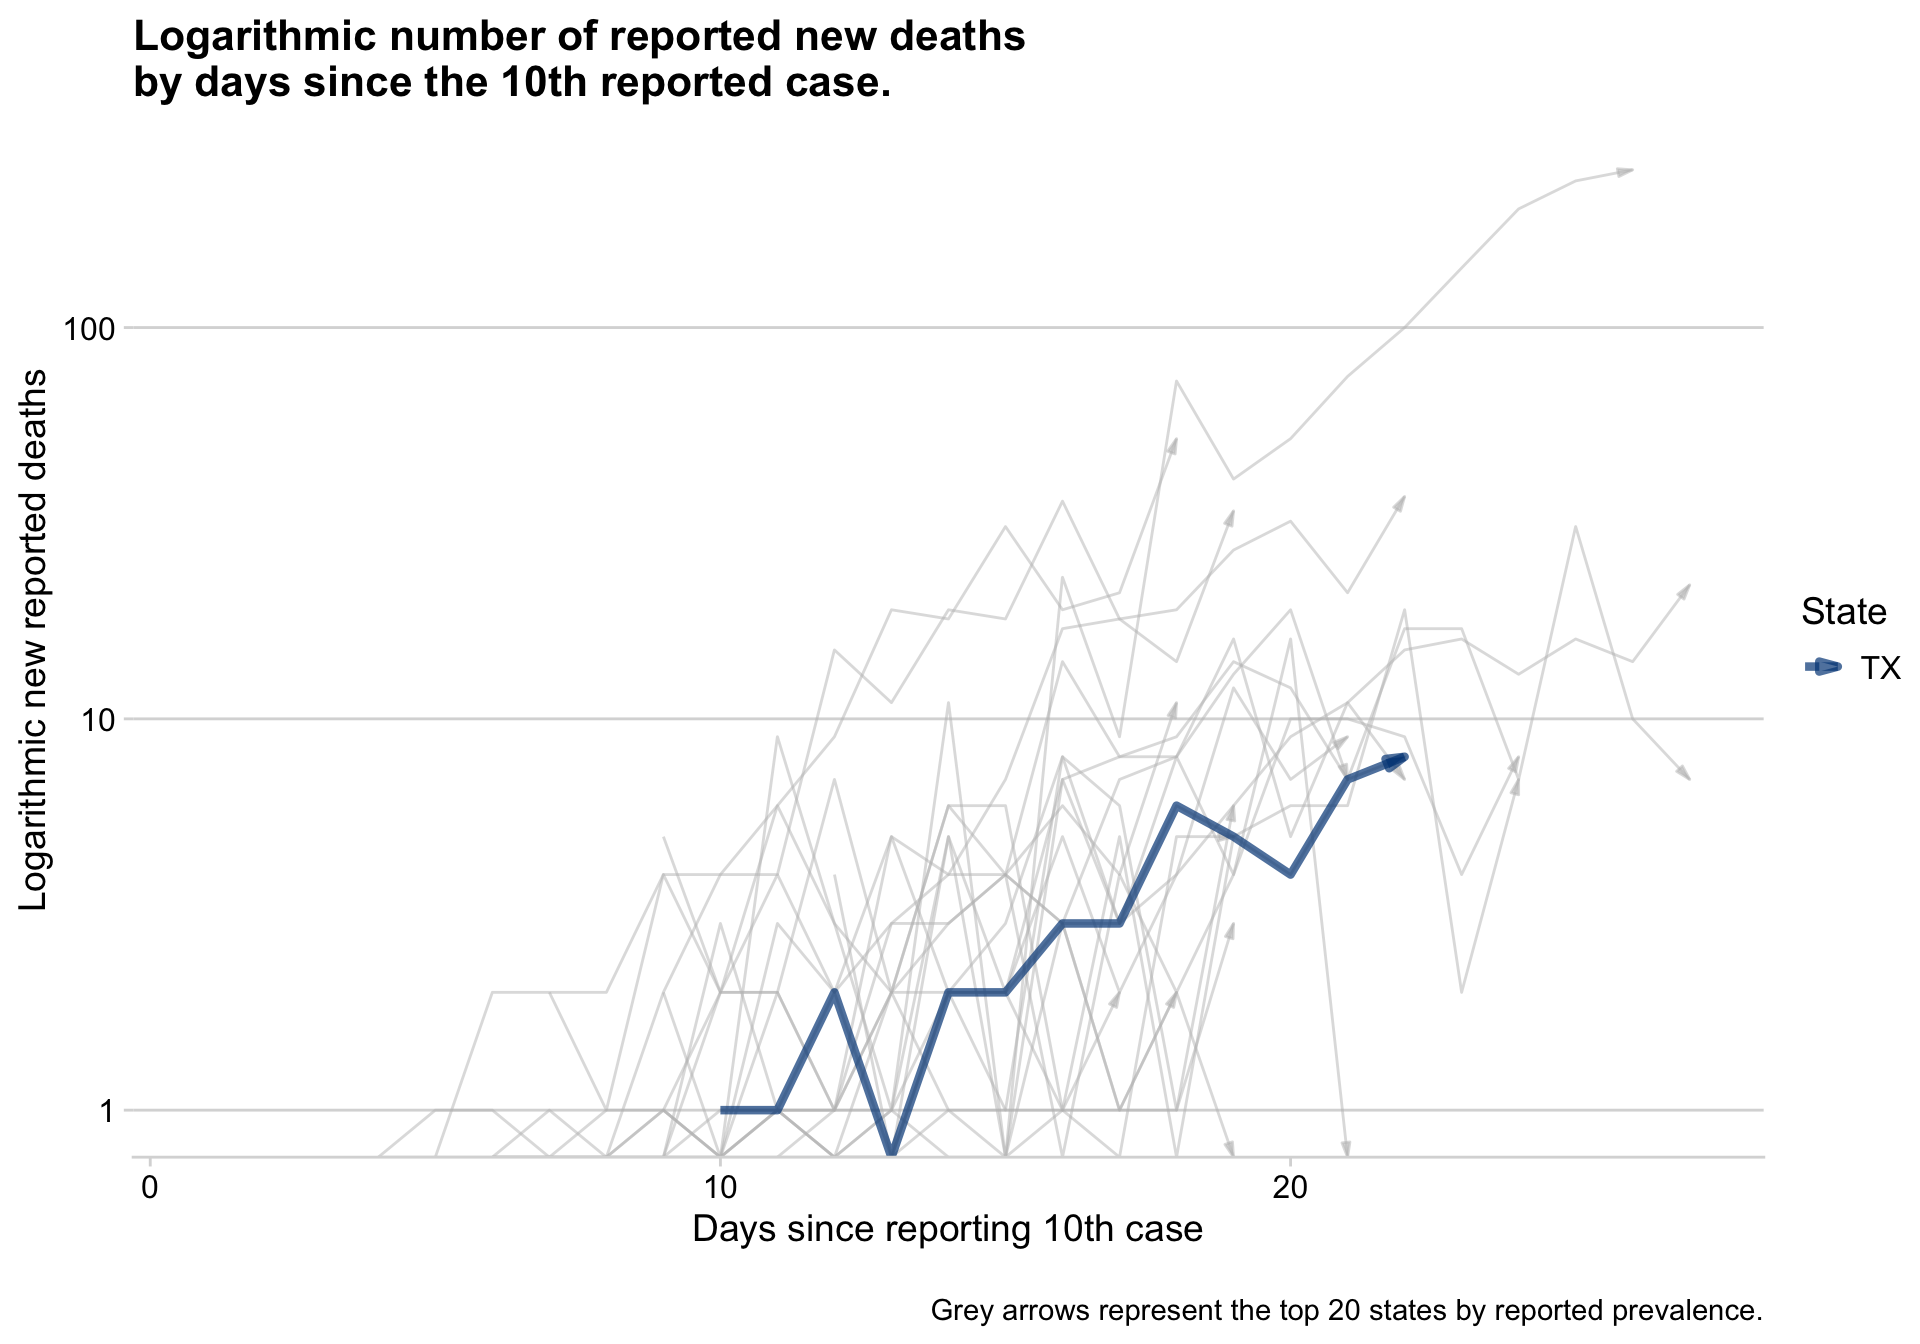 Logarithmic number of reported new deaths
by days since the 10th reported case.
Logarithmic new reported deaths
100
10
1
0
10
20
Days since reporting 10th case
State
TX
Grey arrows represent the top 20 states by reported prevalence.